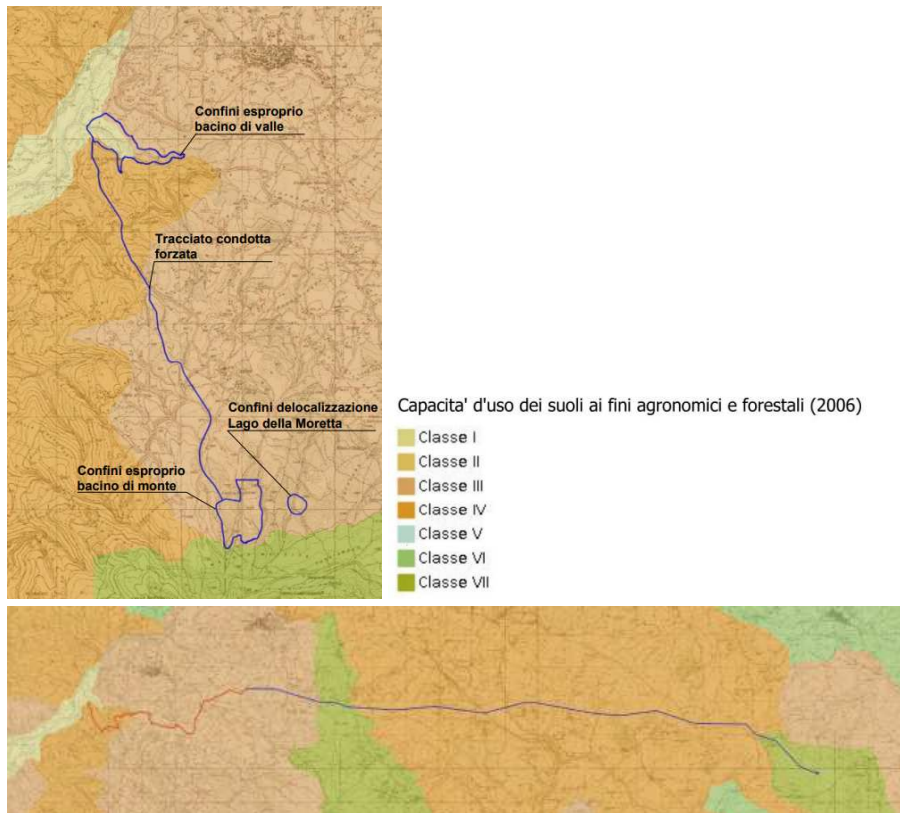 Confini esproprio
bacino di valle
Tracciato condotta
forzata
Confini delocalizzazione
Lago della Moretta
Confini esproprio
bacino di monte
Capacita' d'uso dei suoli ai fini agronomici e forestali (2006)
Classe I
Classe II
Classe III
Classe IV
Classe V
Classe VI
Classe VII